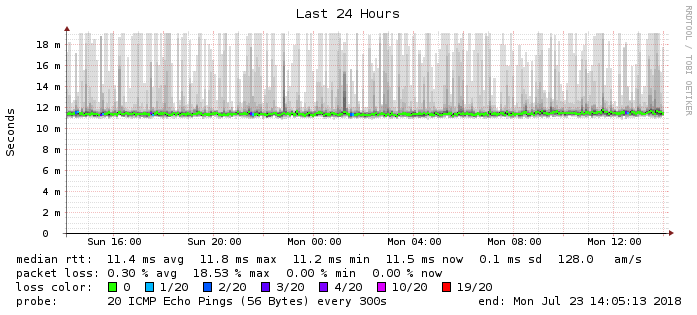 Last 24 Hours
RRDTOOL / TOBI OETIKER
Seconds
18 m
16 m
14 m
12 m
10 m
8 m
6 m
4 m
2 m
0
Sun 16:00 Sun 20:00 Mon 00:00 Mon 04:00 Mon 08:00 Mon 12:00
median rtt: 11.4 ms avg 11.8 ms max 11.2 ms min 11.5 ms now 0.1 ms sd 128.0 am/s
packet loss: 0.30 % avg 18.53 % max 0.00 % min 0.00 % now
loss color: 0 1/20 2/20 3/20 4/20 10/20 19/20
probe: 20 ICMP Echo Pings (56 Bytes) every 300s end: Mon Jul 23 14:05:13 2018